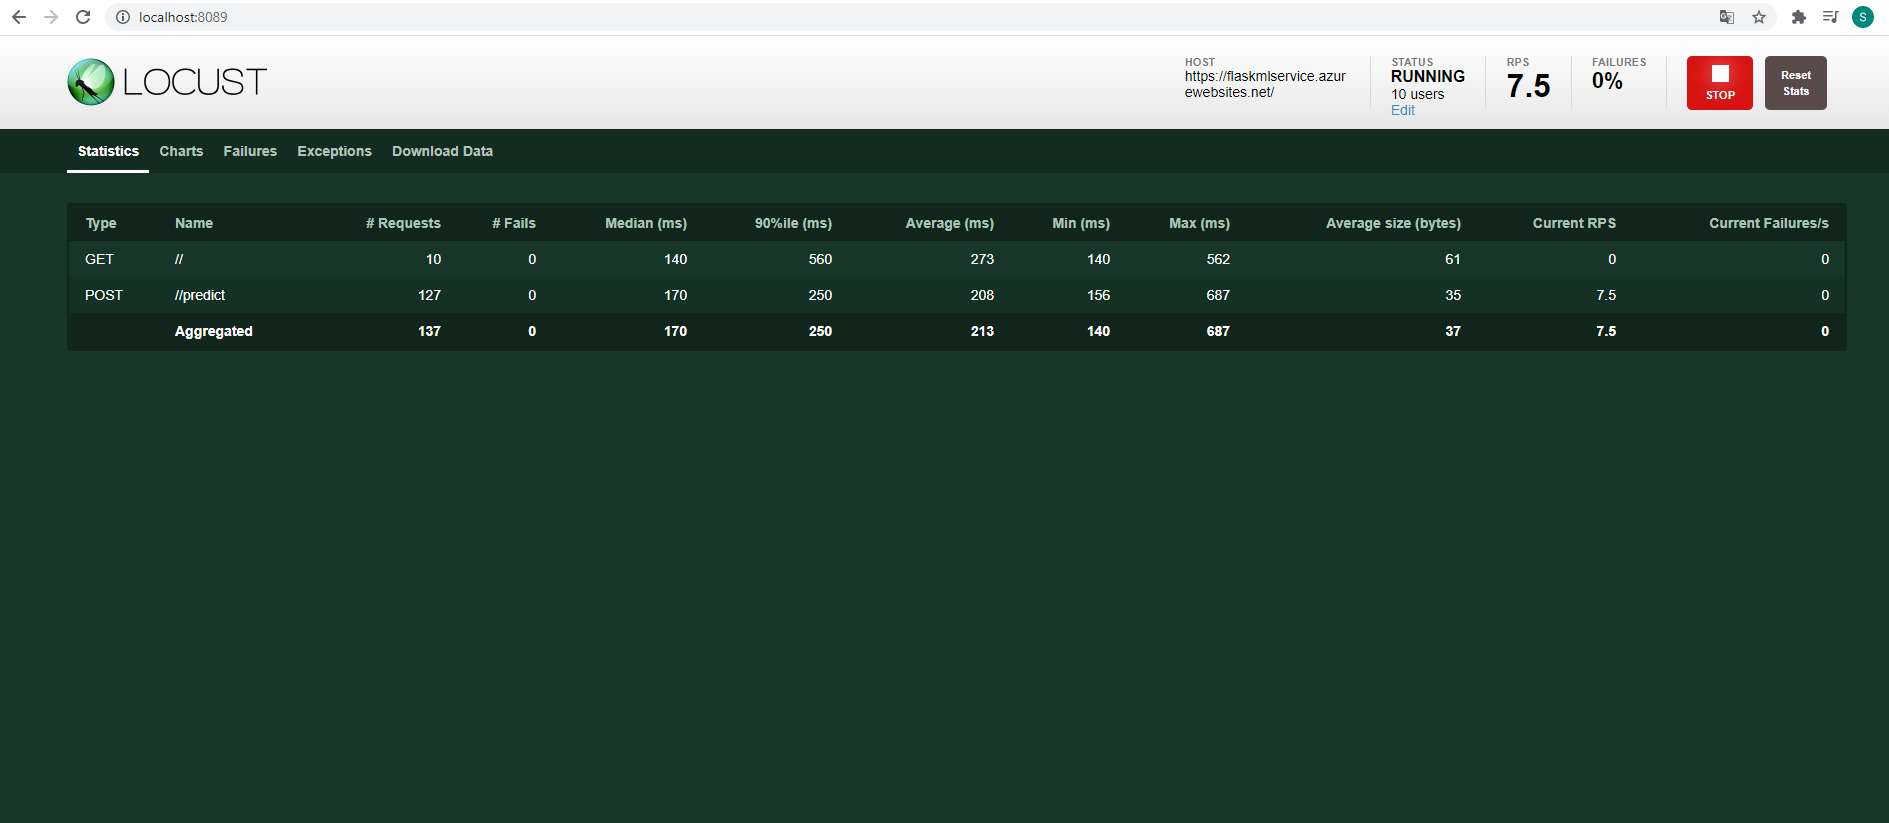 localhost:8089
S
LOCUST
HOST
https://flaskmlservice.azur
ewebsites.net/
STATUS
RUNNING
10 users
Edit
RPS
7.5
FAILURES
0%
STOP
Reset
Stats
Statistics Charts Failures Exceptions Download Data
Type Name # Requests # Fails Median (ms) 90%ile (ms) Average (ms) Min (ms) Max (ms) Average size (bytes) Current RPS Current Failures/s
GET // 10 0 140 560 273 140 562 61 0 0
POST //predict 127 0 170 250 208 156 687 35 7.5 0
Aggregated 137 0 170 250 213 140 687 37 7.5 0